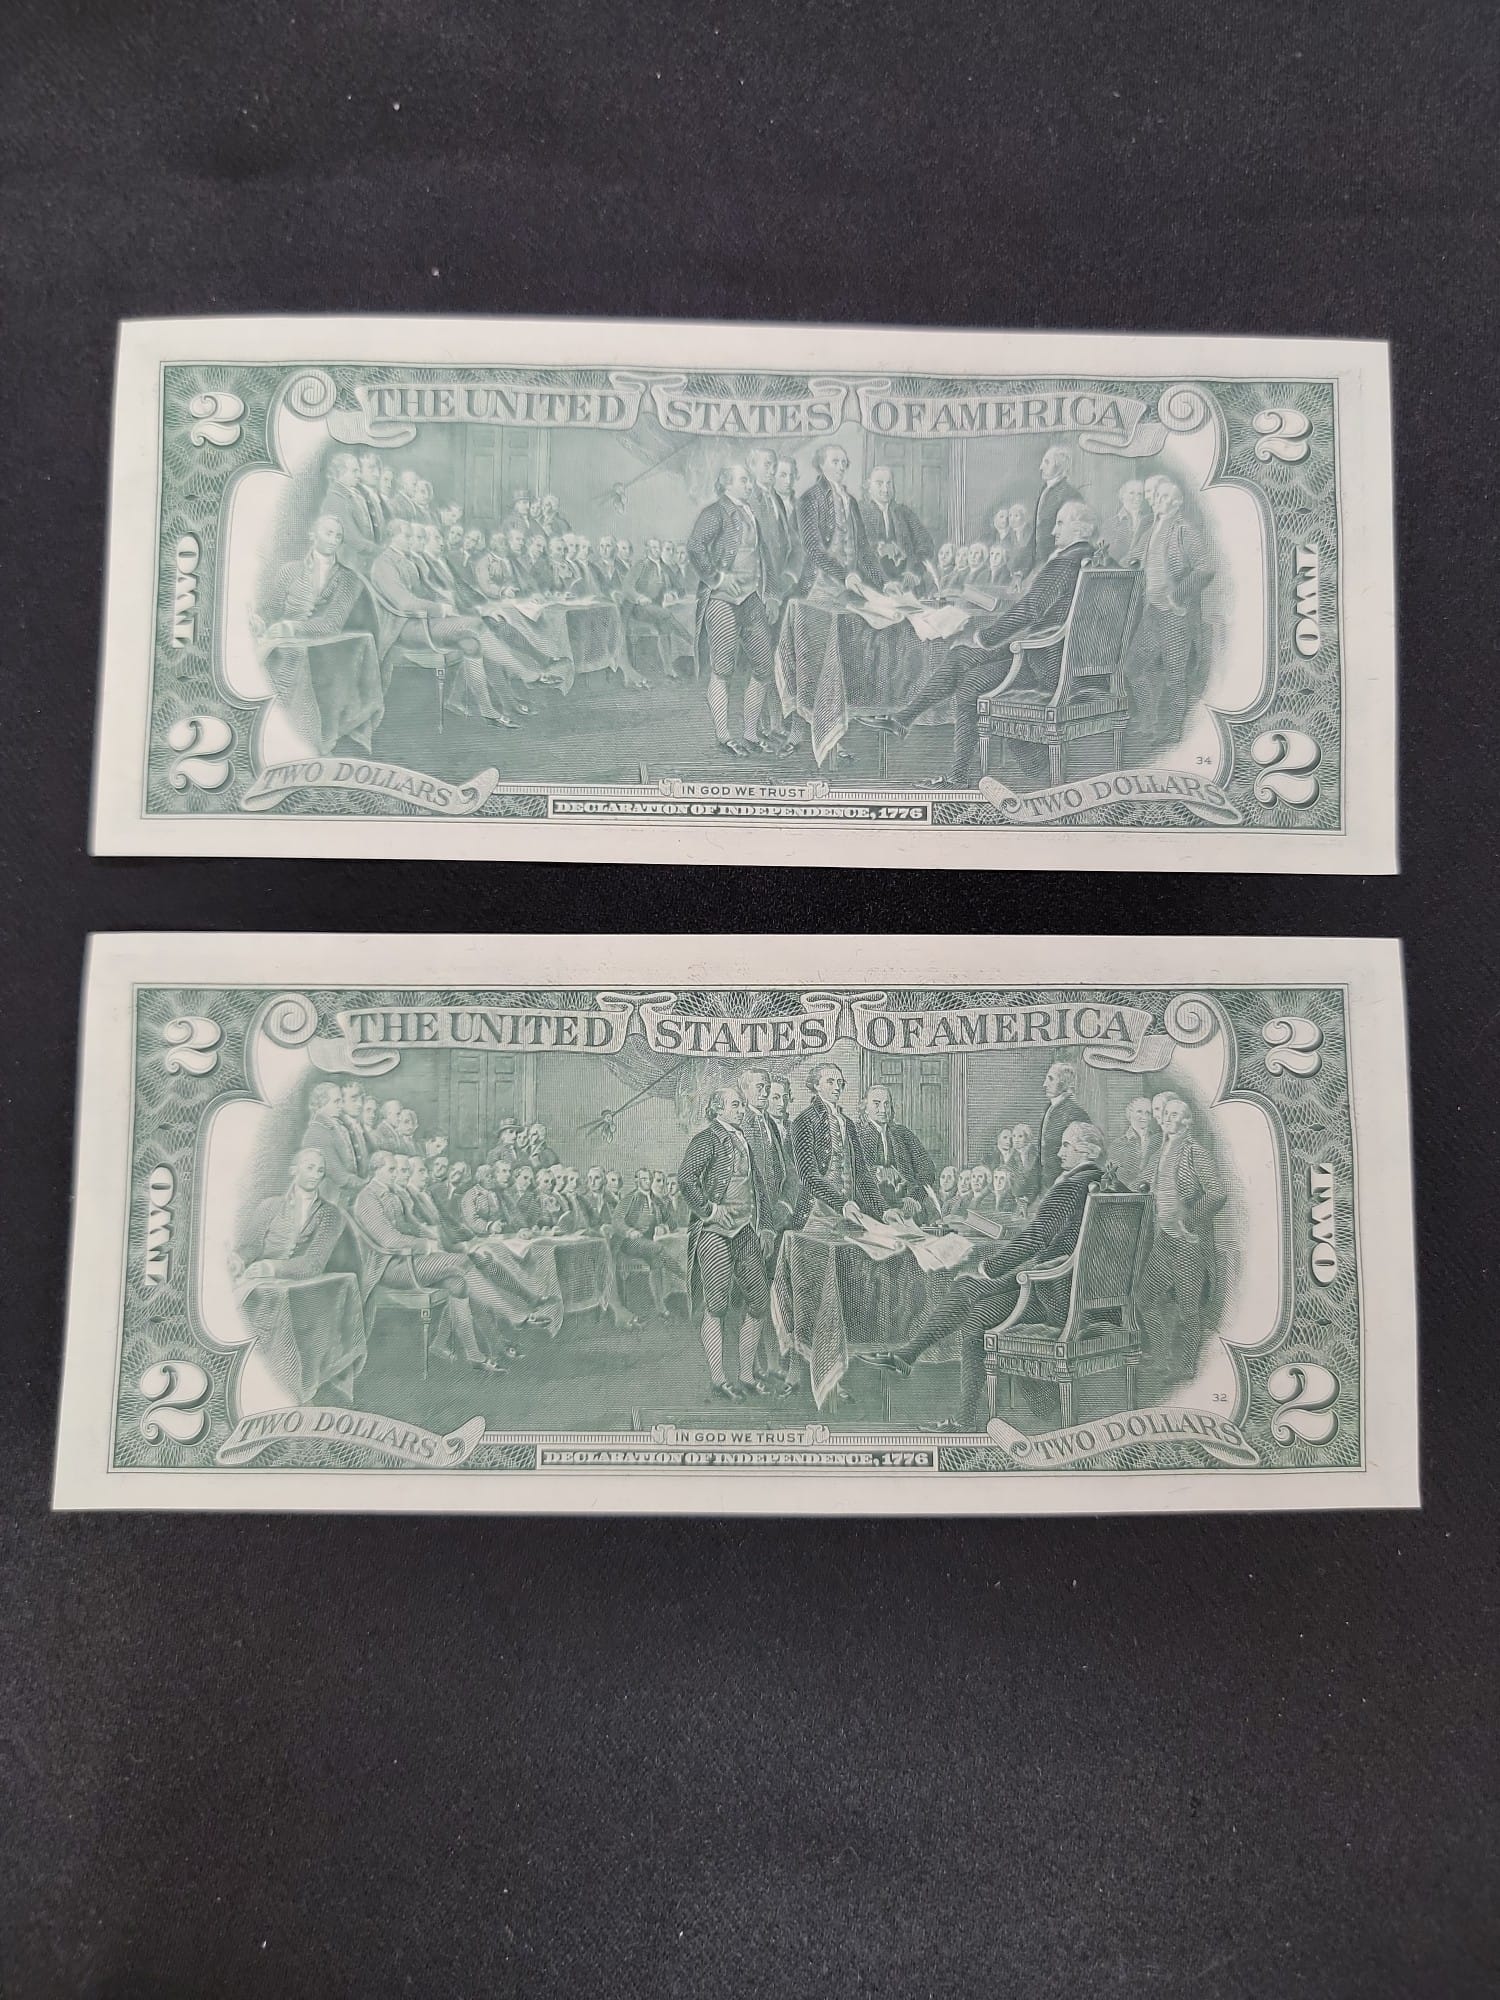 2 THE UNITED STATES OF AMERICA 2
TWO TWO
34
2 TWO DOLLARS IN GOD WE TRUST TWO DOLLARS 2
DECLARATION OF INDEPENDENCE, 1776
2 THE UNITED STATES OF AMERICA 2
TWO TWO
32
2 TWO DOLLARS IN GOD WE TRUST TWO DOLLARS 2
DECLARATION OF INDEPENDENCE, 1776